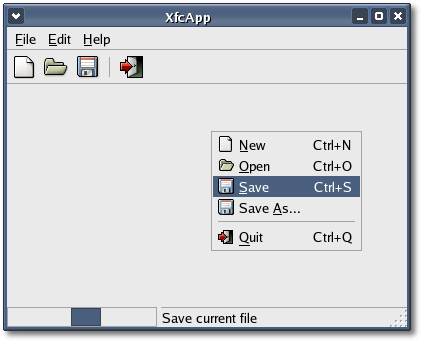 XfcApp
File Edit Help
New Ctrl+N
Open Ctrl+O
Save Ctrl+S
Save As...
Quit Ctrl+Q
Save current file